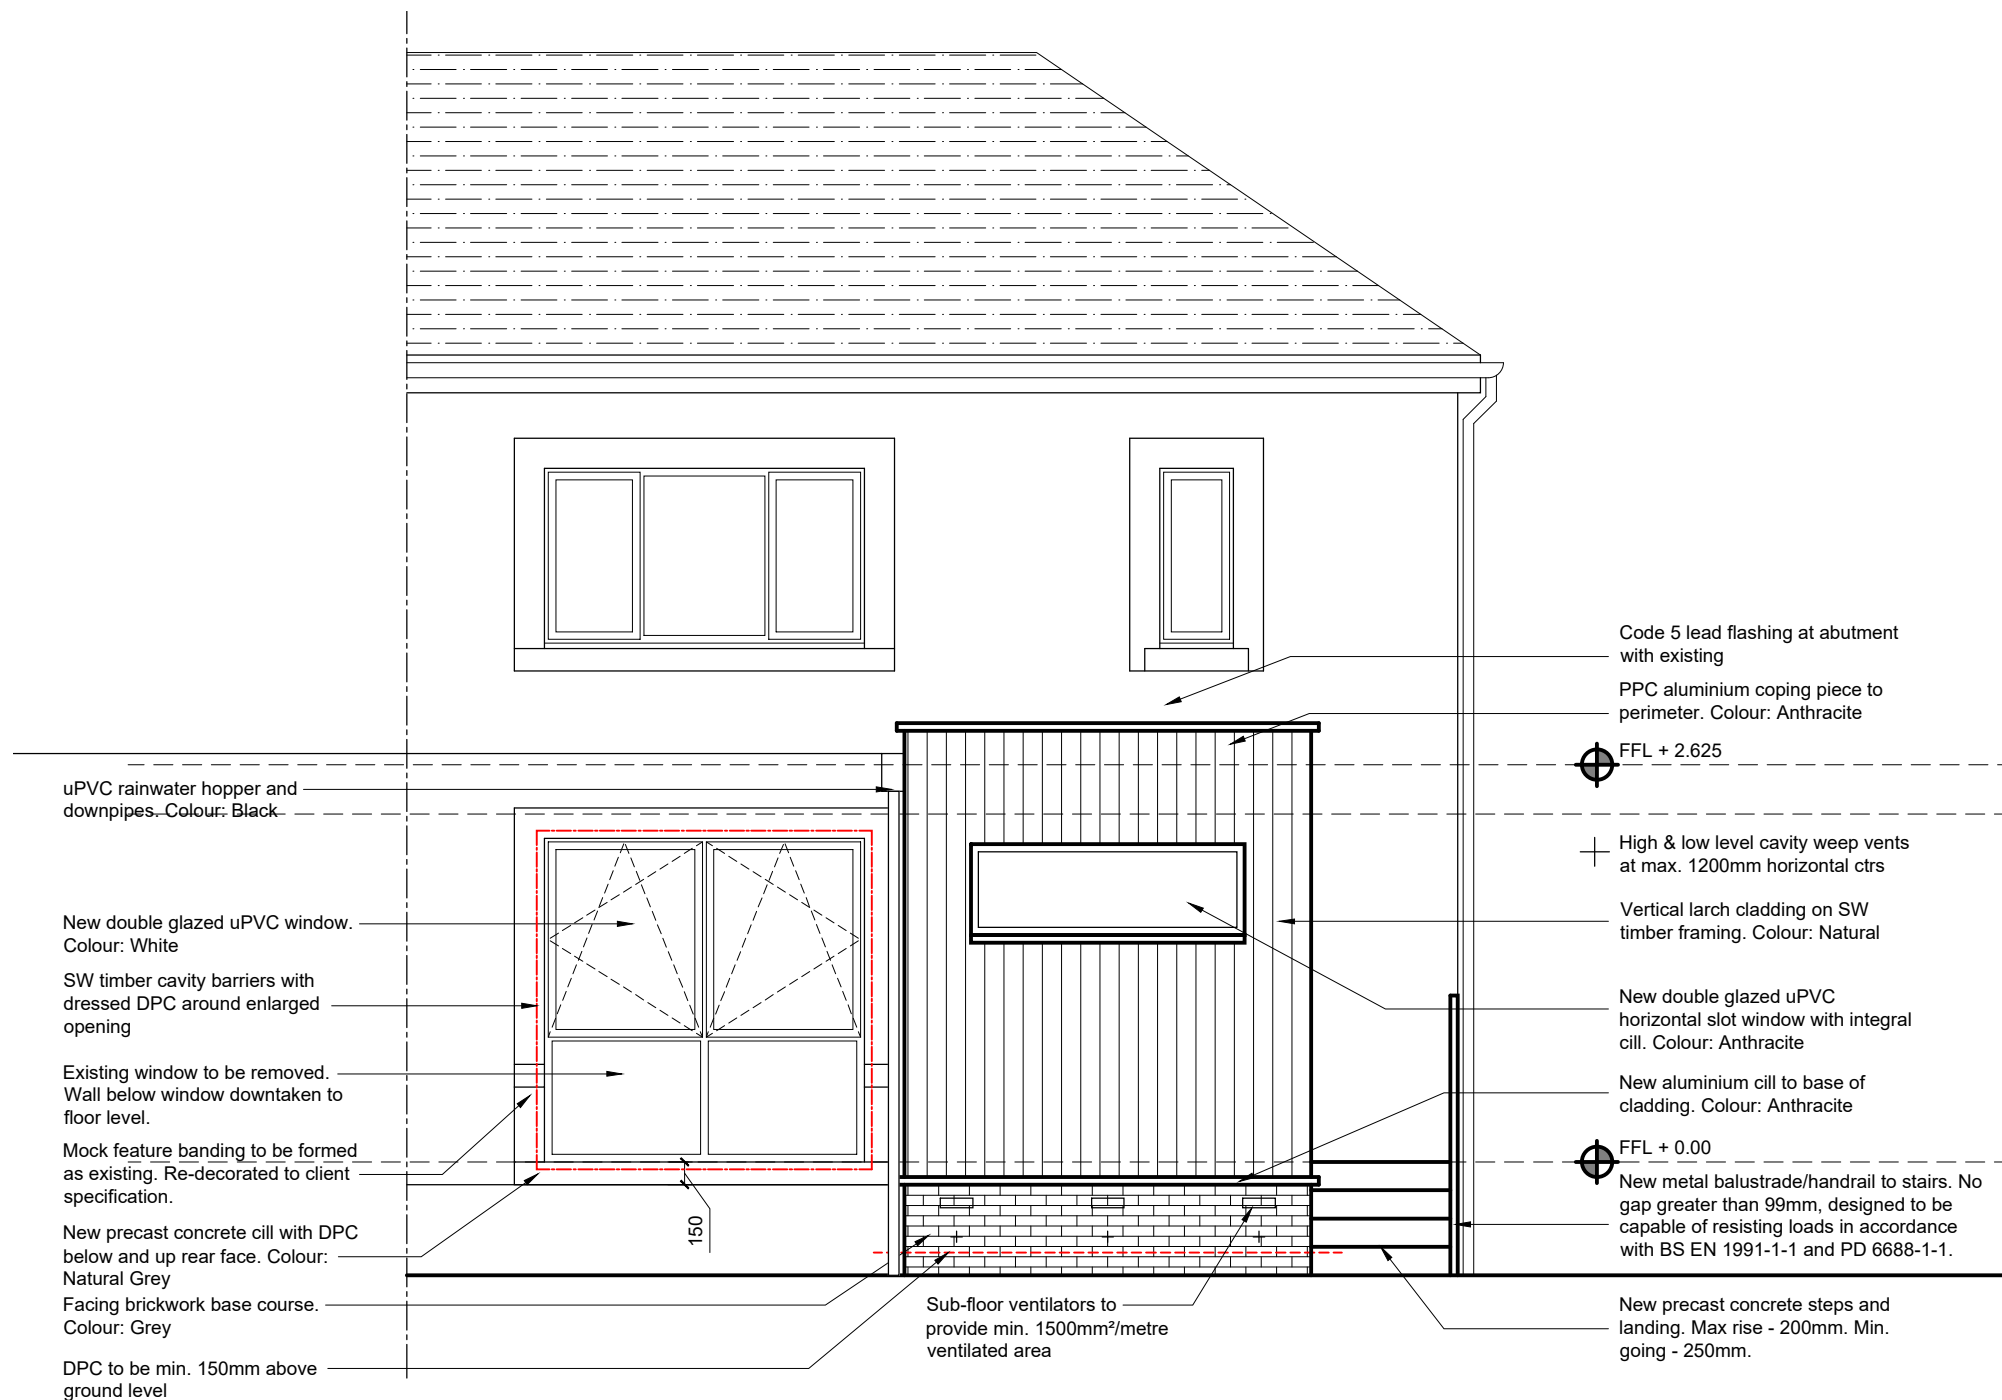 Code 5 lead flashing at abutment
with existing
PPC aluminium coping piece to
perimeter. Colour: Anthracite
FFL + 2.625
High & low level cavity weep vents
at max. 1200mm horizontal ctrs
Vertical larch cladding on SW
timber framing. Colour: Natural
New double glazed uPVC
horizontal slot window with integral
cill. Colour: Anthracite
New aluminium cill to base of
cladding. Colour: Anthracite
FFL + 0.00
New metal balustrade/handrail to stairs. No
gap greater than 99mm, designed to be
capable of resisting loads in accordance
with BS EN 1991-1-1 and PD 6688-1-1.
New precast concrete steps and
landing. Max rise - 200mm. Min.
going - 250mm.
uPVC rainwater hopper and
downpipes. Colour: Black
New double glazed uPVC window.
Colour: White
SW timber cavity barriers with
dressed DPC around enlarged
opening
Existing window to be removed.
Wall below window downtaken to
floor level.
Mock feature banding to be formed
as existing. Re-decorated to client
specification.
New precast concrete cill with DPC
below and up rear face. Colour:
Natural Grey
Facing brickwork base course.
Colour: Grey
DPC to be min. 150mm above
ground level
150
Sub-floor ventilators to
provide min. 1500mm²/metre
ventilated area